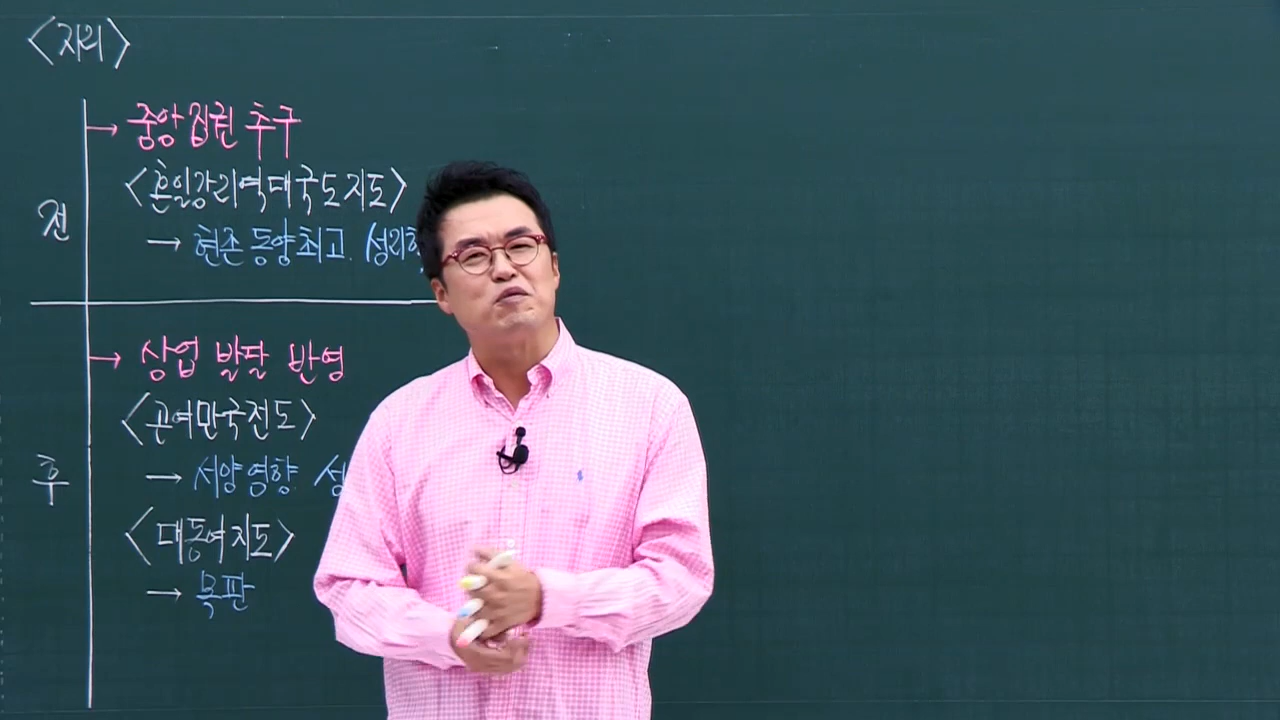 <지리>
→ 중앙집권 추구
<혼일강리역대국도지도>
전
→ 현존 동양 최고. 성리학
→ 상업 발달 반영
<곤여만국전도>
후
→ 서양 영향. 성
<대동여지도>
→ 목판